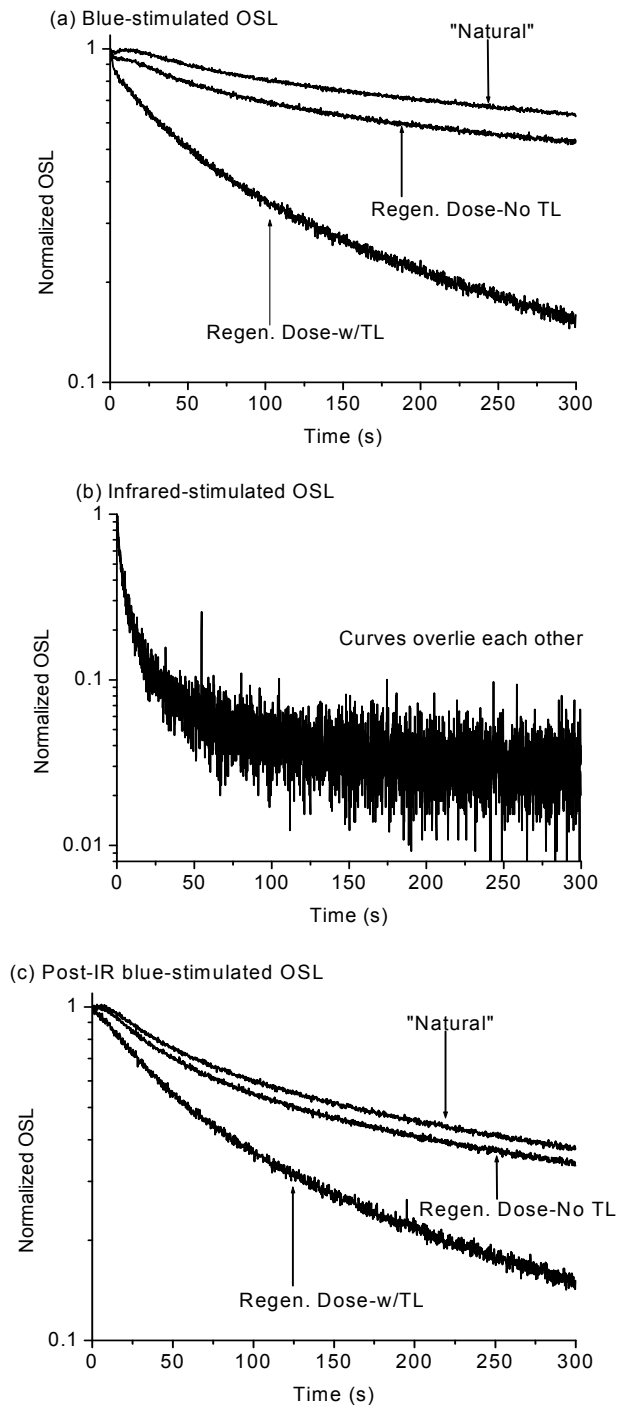 (a) Blue-stimulated OSL
"Natural"
1
Normalized OSL
Regen. Dose-No TL
Regen. Dose-w/TL
0.1
0 50 100 150 200 250 300
Time (s)
(b) Infrared-stimulated OSL
1
Curves overlie each other
0.1
Normalized OSL
0.01
0 50 100 150 200 250 300
Time (s)
(c) Post-IR blue-stimulated OSL
1
"Natural"
Normalized OSL
Regen. Dose-No TL
Regen. Dose-w/TL
0.1
0 50 100 150 200 250 300
Time (s)